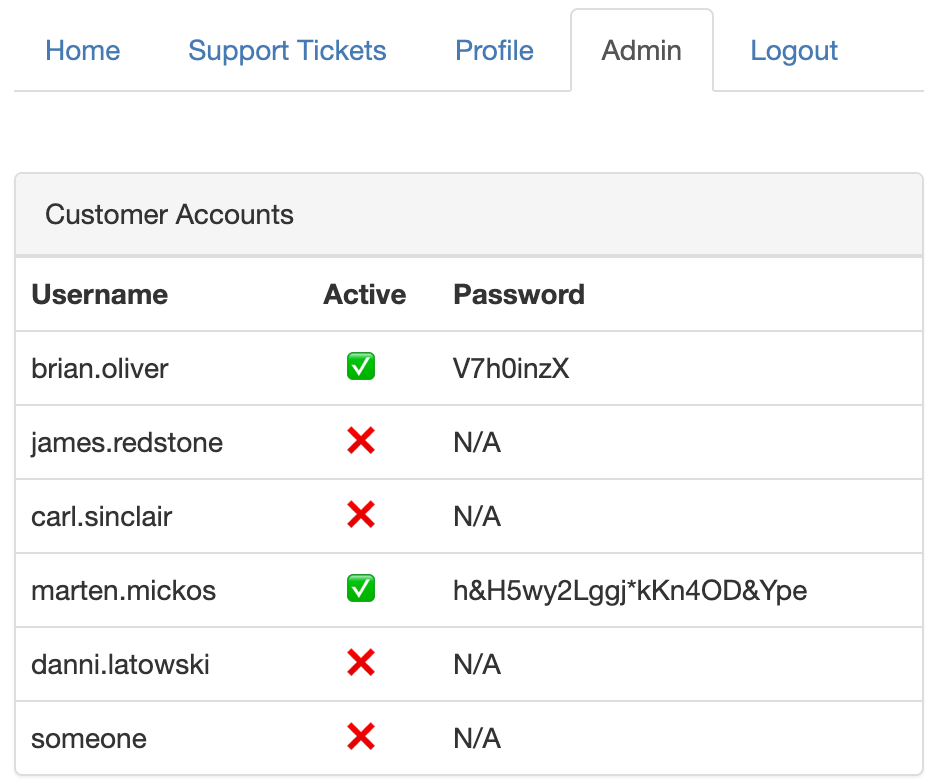 Home Support Tickets Profile Admin Logout
Customer Accounts
Username Active Password
brian.oliver ✅ V7h0inzX
james.redstone ❌ N/A
carl.sinclair ❌ N/A
marten.mickos ✅ h&H5wy2Lggj*kKn4OD&Ype
danni.latowski ❌ N/A
someone ❌ N/A